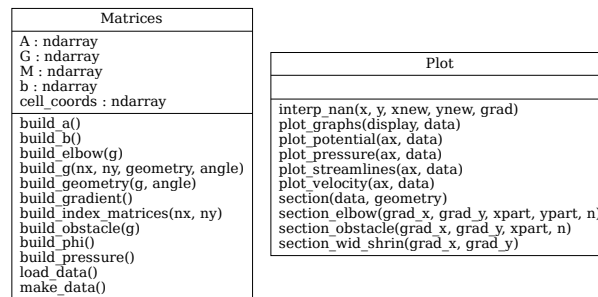 Matrices
A : ndarray
G : ndarray
M : ndarray
b : ndarray
cell_coords : ndarray
build_a()
build_b()
build_elbow(g)
build_g(nx, ny, geometry, angle)
build_geometry(g, angle)
build_gradient()
build_index_matrices(nx, ny)
build_obstacle(g)
build_phi()
build_pressure()
load_data()
make_data()
Plot
interp_nan(x, y, xnew, ynew, grad)
plot_graphs(display, data)
plot_potential(ax, data)
plot_pressure(ax, data)
plot_streamlines(ax, data)
plot_velocity(ax, data)
section(data, geometry)
section_elbow(grad_x, grad_y, xpart, ypart, n)
section_obstacle(grad_x, grad_y, xpart, n)
section_wid_shrin(grad_x, grad_y)